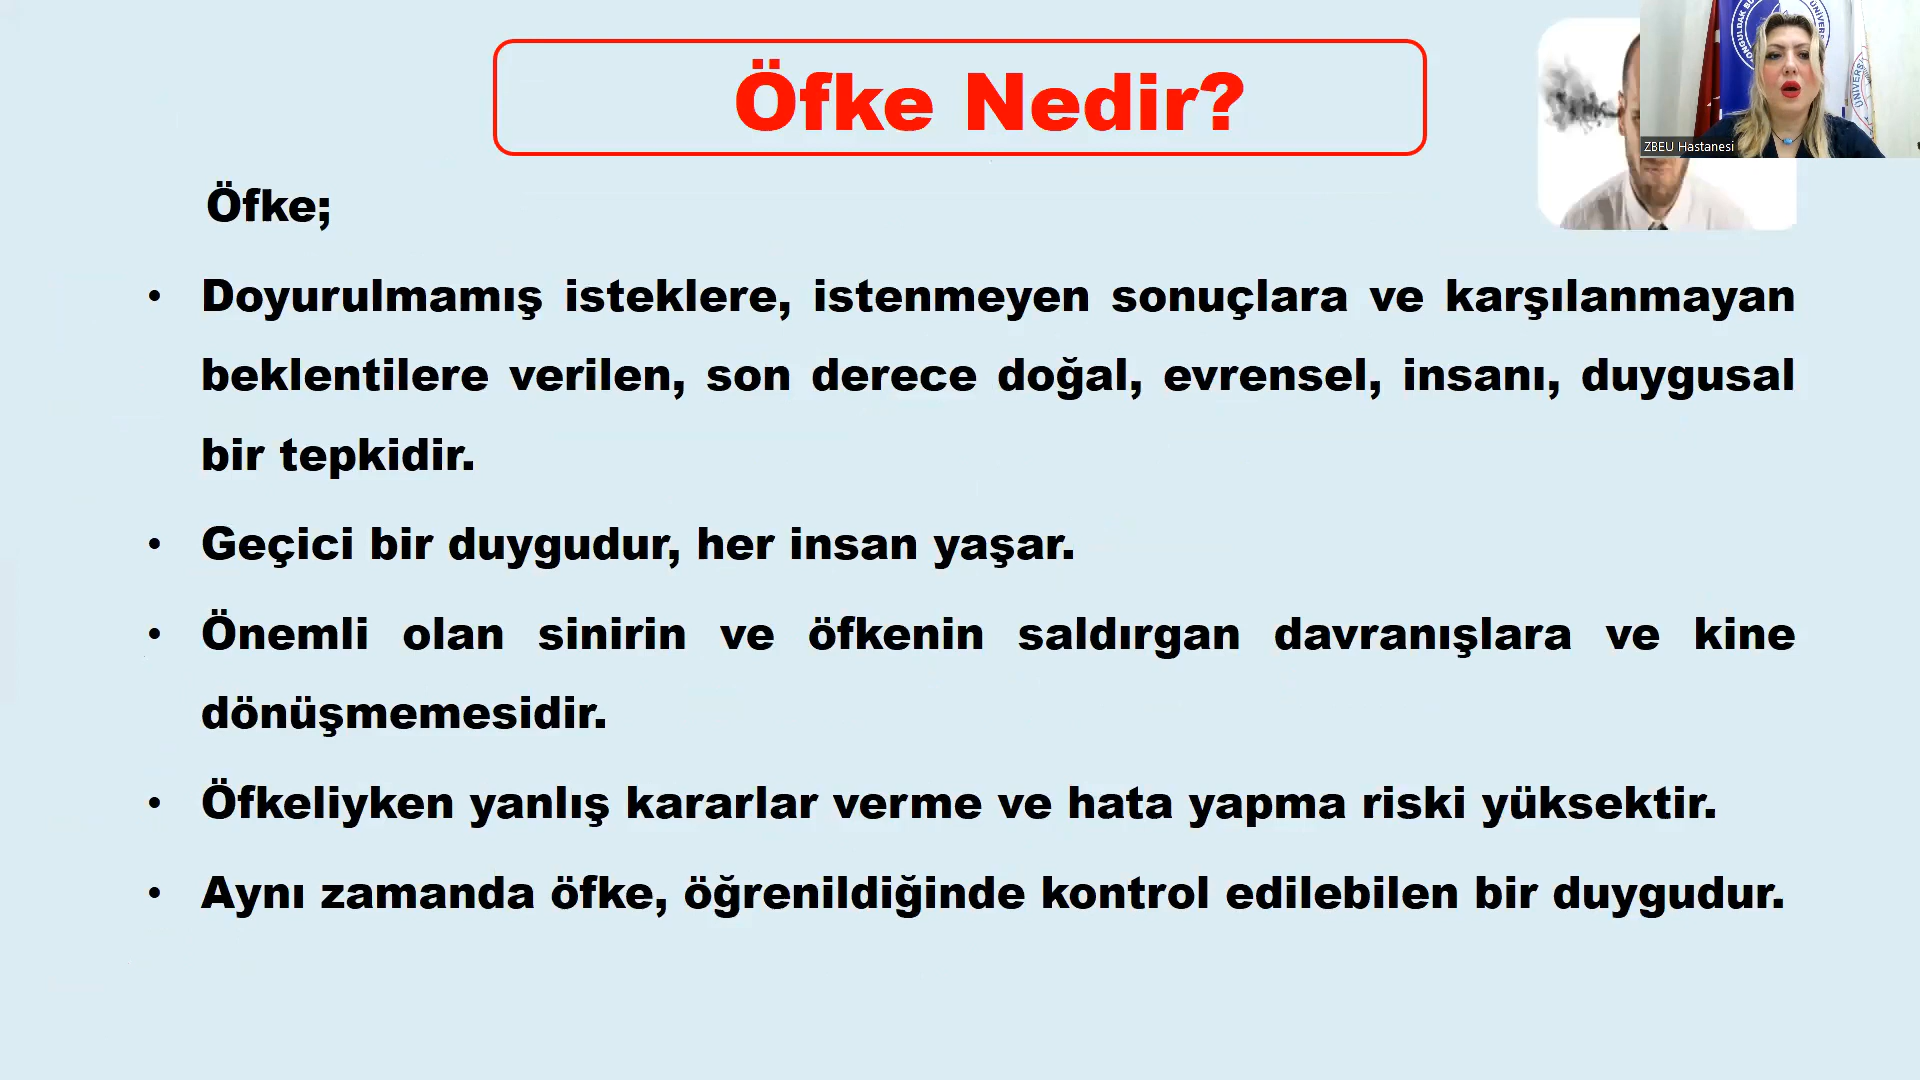 Öfke Nedir?
ZBEU Hastanesi
Öfke;
• Doyurulmamış isteklere, istenmeyen sonuçlara ve karşılanmayan
beklentilere verilen, son derece doğal, evrensel, insanı, duygusal
bir tepkidir.
• Geçici bir duygudur, her insan yaşar.
• Önemli olan sinirin ve öfkenin saldırgan davranışlara ve kine
dönüşmemesidir.
• Öfkeliyken yanlış kararlar verme ve hata yapma riski yüksektir.
• Aynı zamanda öfke, öğrenildiğinde kontrol edilebilen bir duygudur.